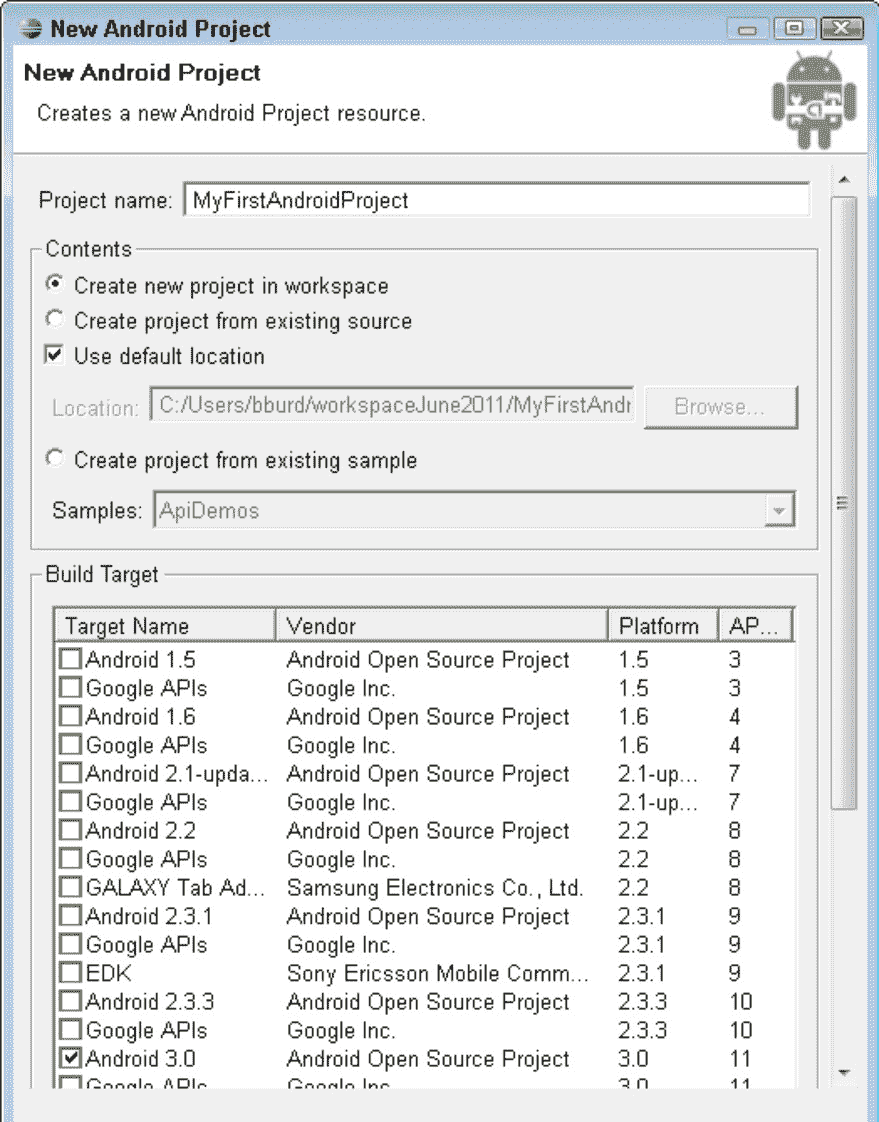 New Android Project
New Android Project
Creates a new Android Project resource.
Project name: MyFirstAndroidProject
Contents
Create new project in workspace
Create project from existing source
Use default location
Location: C:/Users/bburd/workspaceJune2011/MyFirstAndr Browse...
Create project from existing sample
Samples: ApiDemos
Build Target
Target Name Vendor Platform AP...
Android 1.5 Android Open Source Project 1.5 3
Google APIs Google Inc. 1.5 3
Android 1.6 Android Open Source Project 1.6 4
Google APIs Google Inc. 1.6 4
Android 2.1-upda... Android Open Source Project 2.1-up... 7
Google APIs Google Inc. 2.1-up... 7
Android 2.2 Android Open Source Project 2.2 8
Google APIs Google Inc. 2.2 8
GALAXY Tab Ad... Samsung Electronics Co., Ltd. 2.2 8
Android 2.3.1 Android Open Source Project 2.3.1 9
Google APIs Google Inc. 2.3.1 9
EDK Sony Ericsson Mobile Comm... 2.3.1 9
Android 2.3.3 Android Open Source Project 2.3.3 10
Google APIs Google Inc. 2.3.3 10
Android 3.0 Android Open Source Project 3.0 11
Google APIs Google Inc. 3.0 11